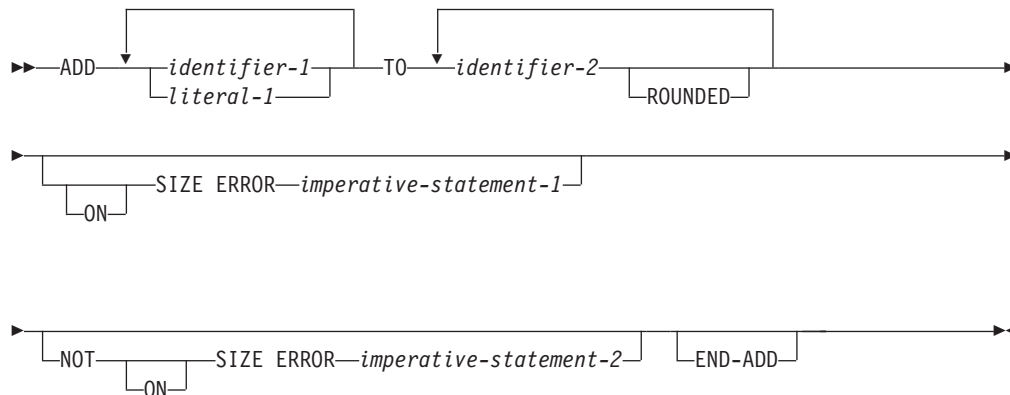 ADD identifier-1 TO identifier-2
literal-1 ROUNDED
SIZE ERROR imperative-statement-1
ON
NOT SIZE ERROR imperative-statement-2 END-ADD
ON